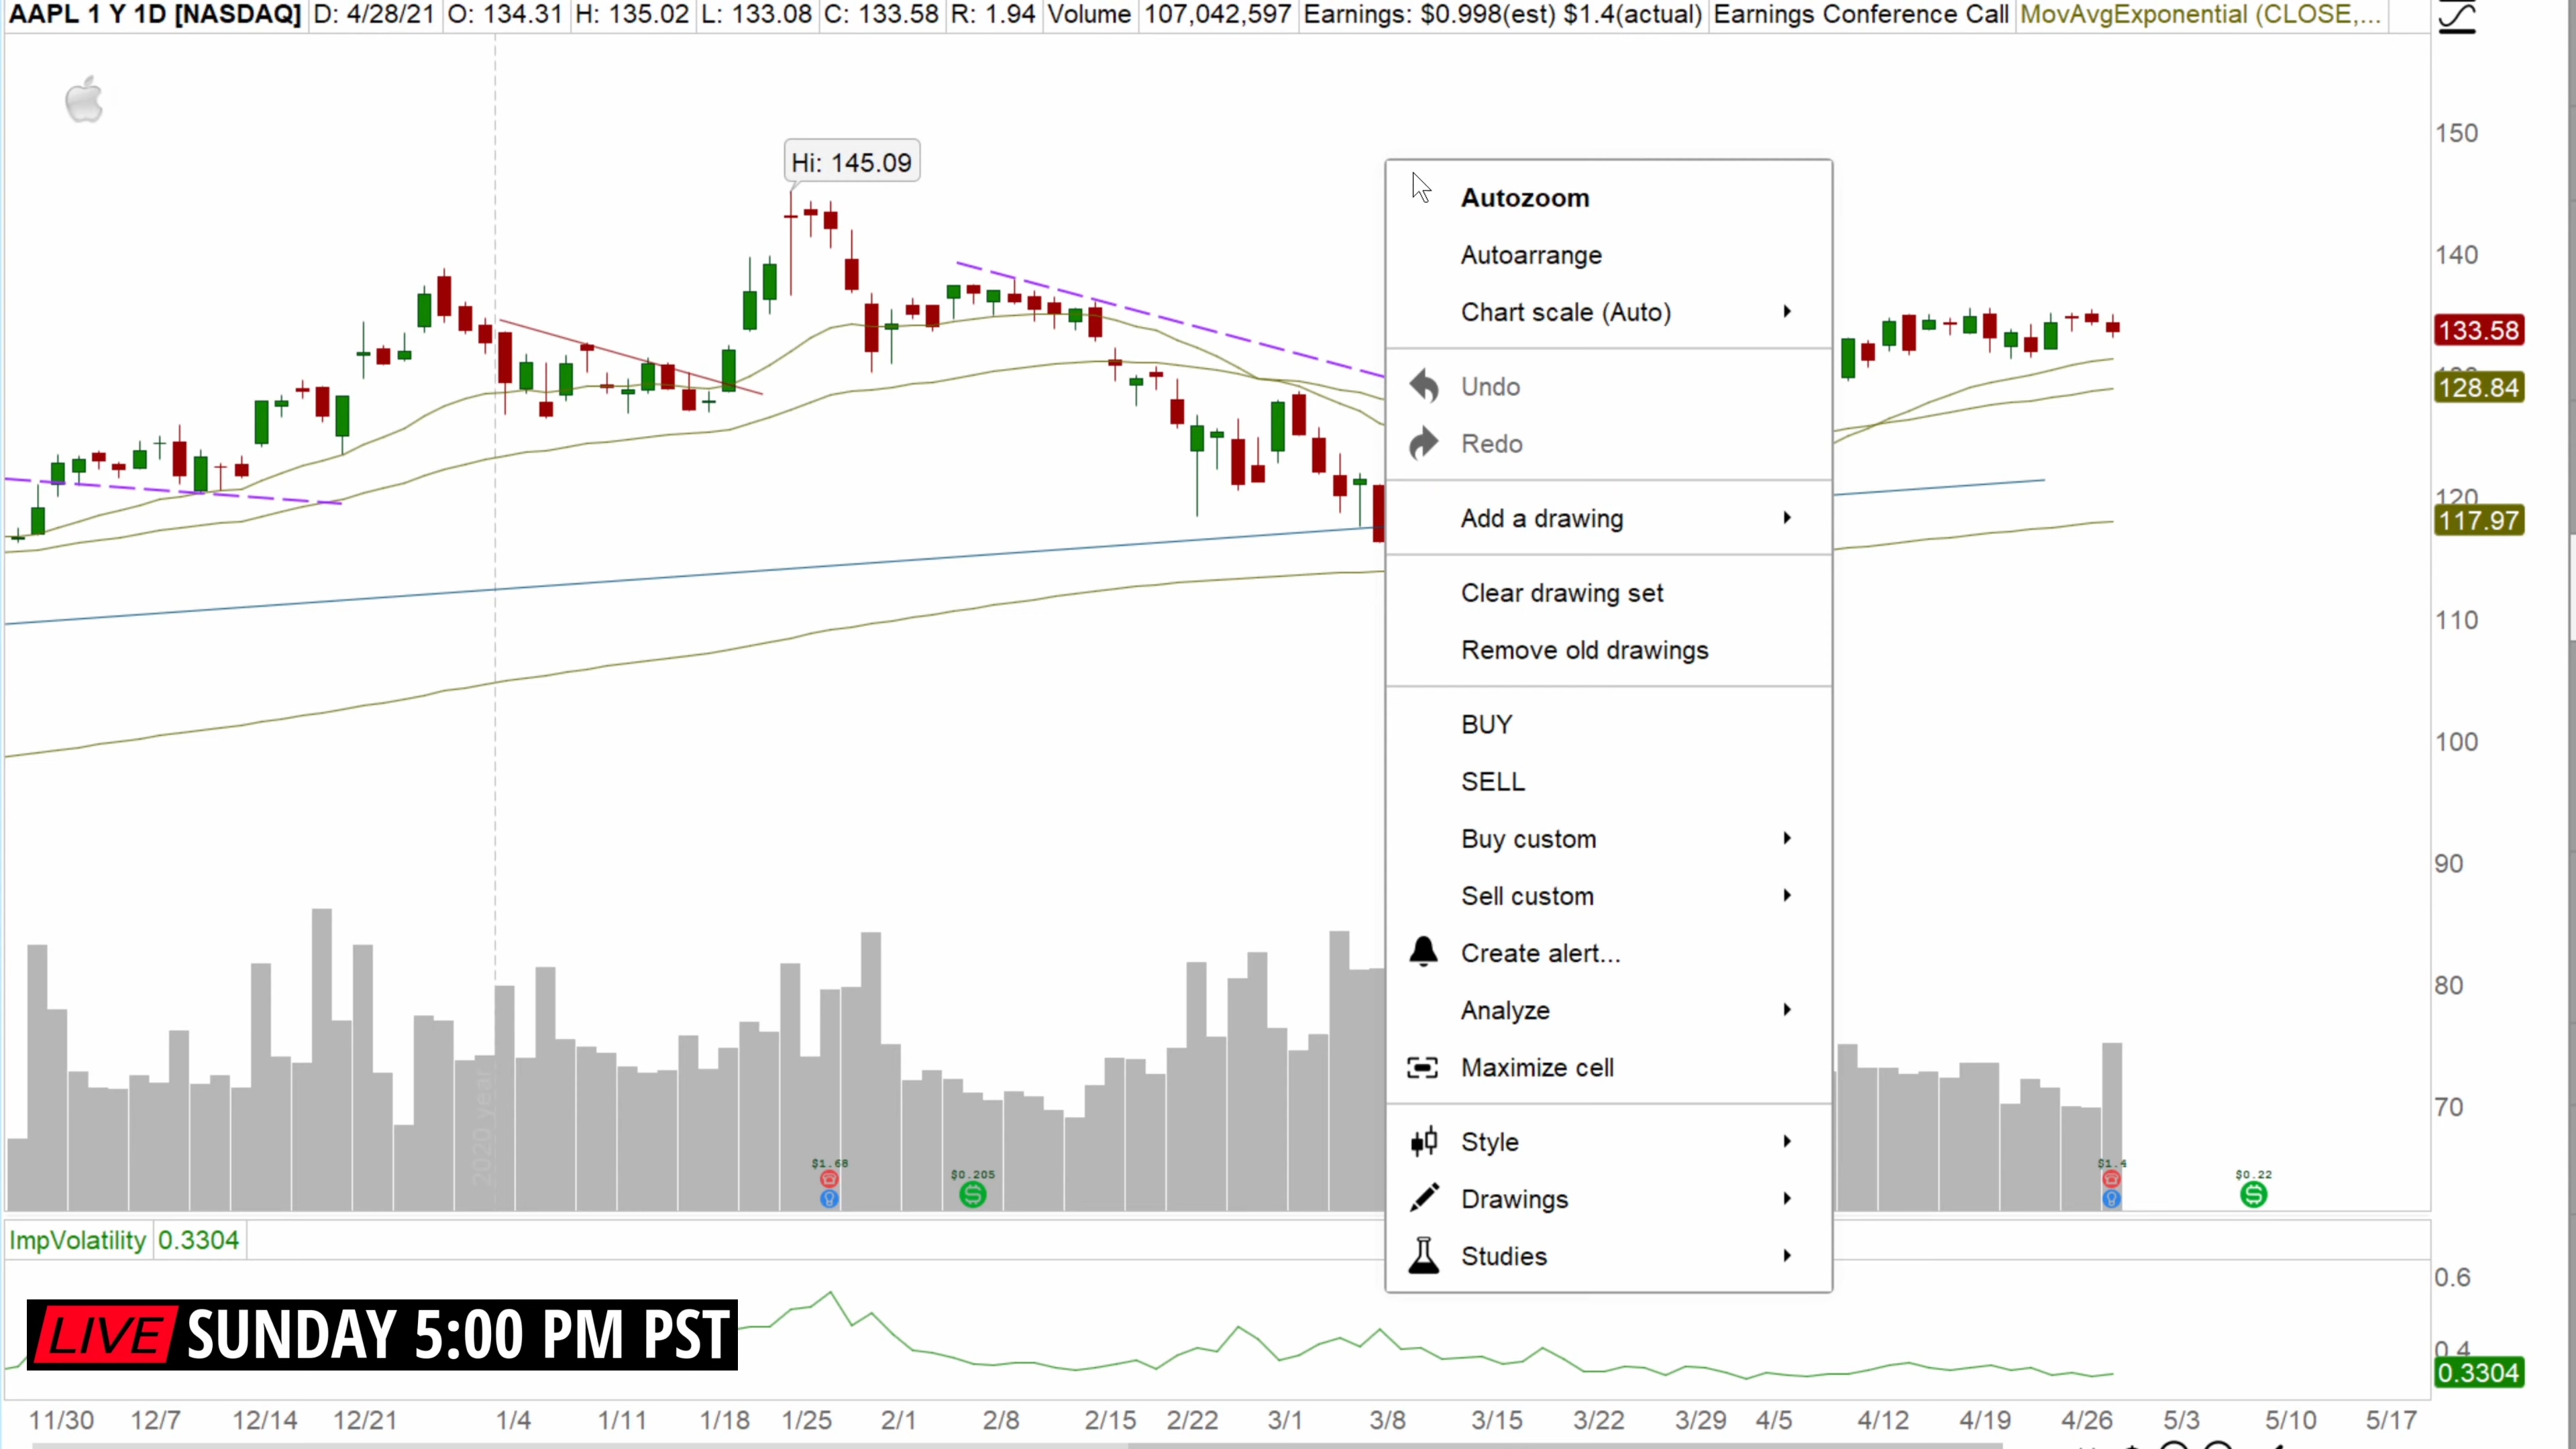 AAPL 1 Y 1D [NASDAQ] D: 4/28/21 O: 134.31 H: 135.02 L: 133.08 C: 133.58 R: 1.94 Volume 107,042,597 Earnings: $0.998(est) $1.4(actual) Earnings Conference Call MovAvgExponential (CLOSE,...
Hi: 145.09
150
140
133.58
128.84
120
117.97
110
100
90
80
70
Autozoom
Autoarrange
Chart scale (Auto)
Undo
Redo
Add a drawing
Clear drawing set
Remove old drawings
BUY
SELL
Buy custom
Sell custom
Create alert...
Analyze
Maximize cell
Style
Drawings
Studies
2020 year
$1.68
$0.205
$1.4
$0.22
ImpVolatility 0.3304
0.6
0.4
0.3304
LIVE SUNDAY 5:00 PM PST
11/30 12/7 12/14 12/21 1/4 1/11 1/18 1/25 2/1 2/8 2/15 2/22 3/1 3/8 3/15 3/22 3/29 4/5 4/12 4/19 4/26 5/3 5/10 5/17